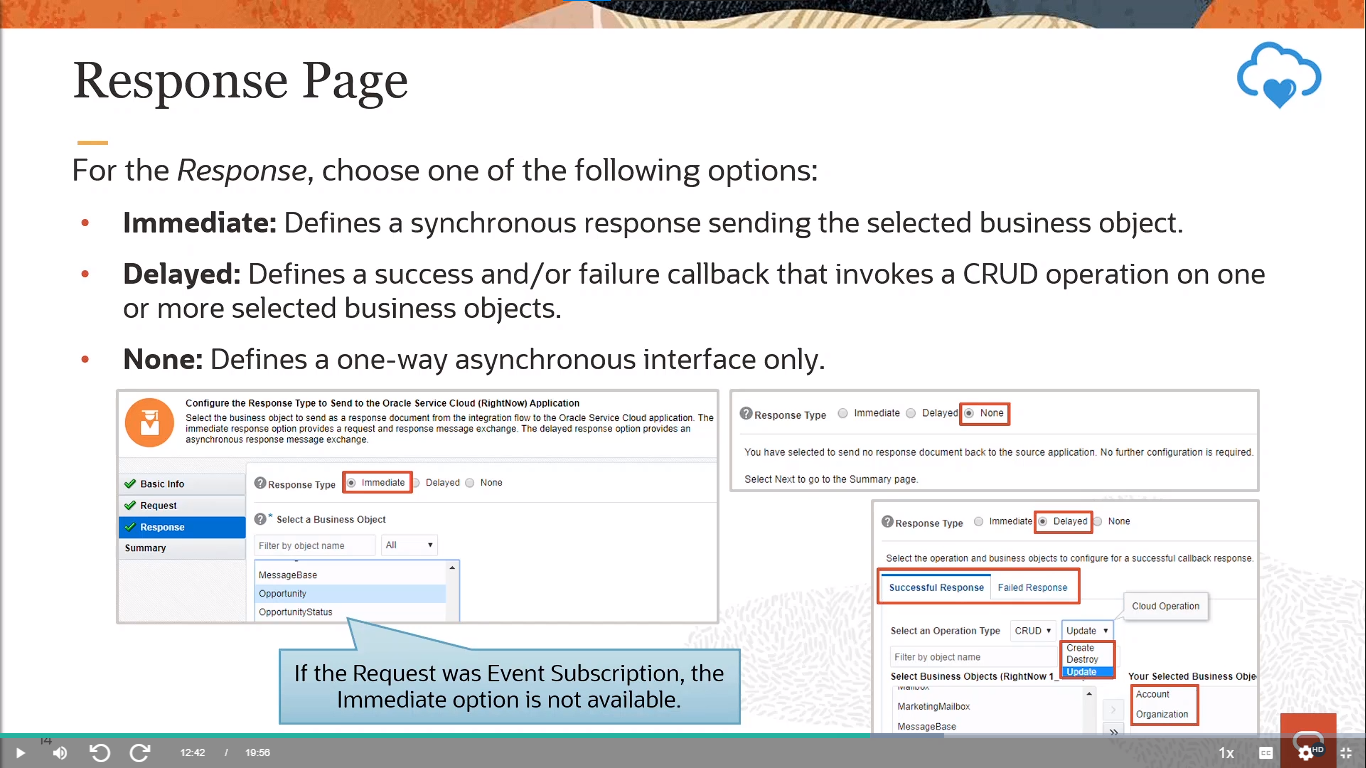 Response Page
For the Response, choose one of the following options:
• Immediate: Defines a synchronous response sending the selected business object.
• Delayed: Defines a success and/or failure callback that invokes a CRUD operation on one
or more selected business objects.
• None: Defines a one-way asynchronous interface only.
Configure the Response Type to Send to the Oracle Service Cloud (RightNow) Application
Select the business object to send as a response document from the integration flow to the Oracle Service Cloud application. The
immediate response option provides a request and response message exchange. The delayed response option provides an
asynchronous response message exchange.
Basic Info
Request
Response
Summary
Response Type Immediate Delayed None
* Select a Business Object
Filter by object name All
MessageBase
Opportunity
OpportunityStatus
If the Request was Event Subscription, the
Immediate option is not available.
Response Type Immediate Delayed None
You have selected to send no response document back to the source application. No further configuration is required.
Select Next to go to the Summary page.
Response Type Immediate Delayed None
Select the operation and business objects to configure for a successful callback response.
Successful Response Failed Response
Cloud Operation
Select an Operation Type CRUD Update
Filter by object name
Create
Destroy
Update
Select Business Objects (RightNow 1_ Your Selected Business Obje
Mailbox
MarketingMailbox
MessageBase
Account
Organization
14
12:42 / 19:56
1x CC HD